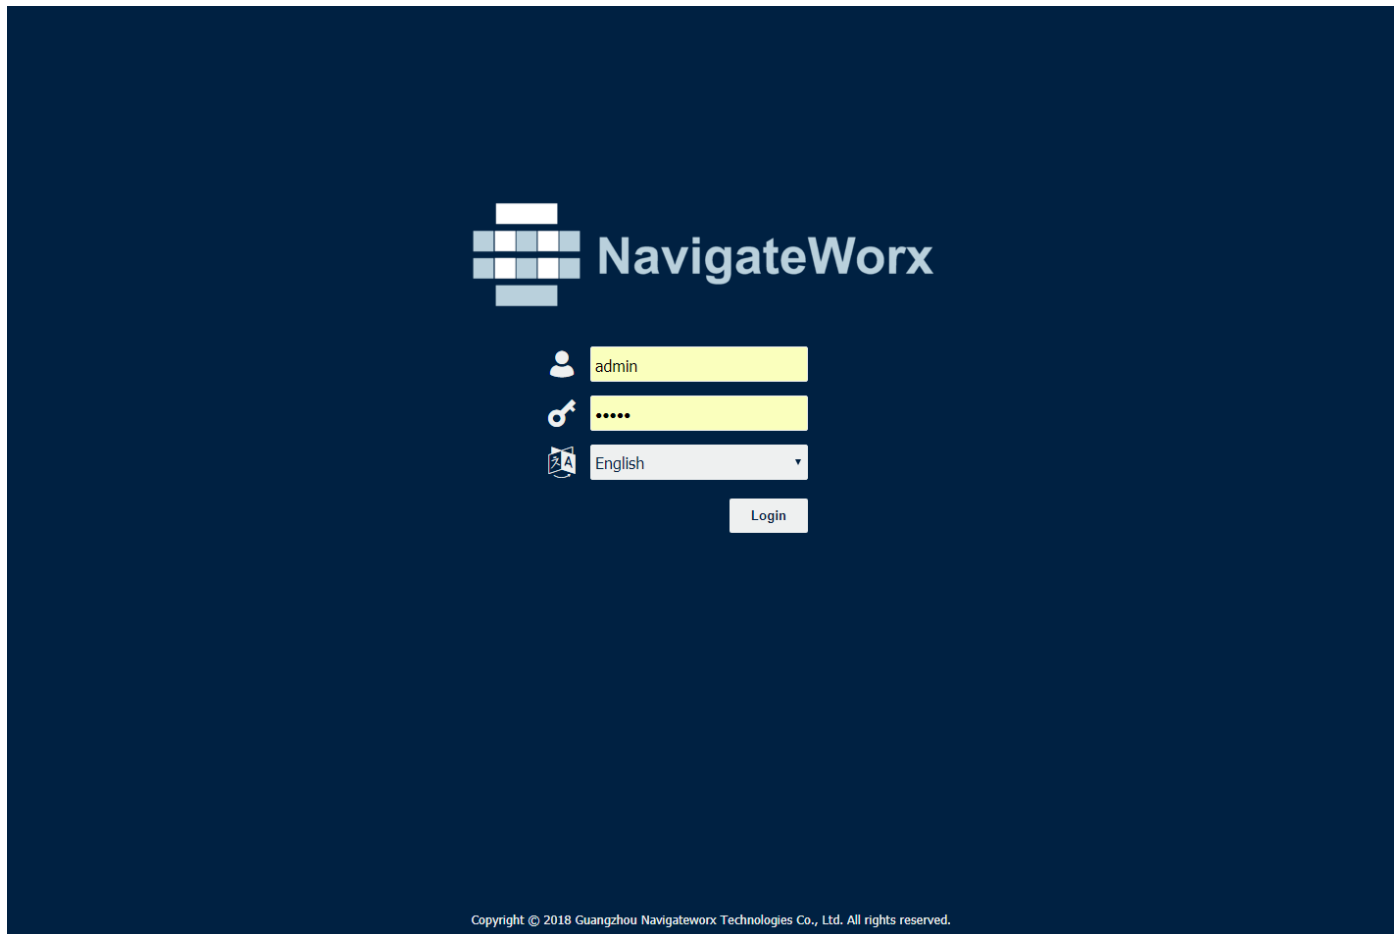 NavigateWorx
admin
•••••
English
Login
Copyright © 2018 Guangzhou Navigateworx Technologies Co., Ltd. All rights reserved.